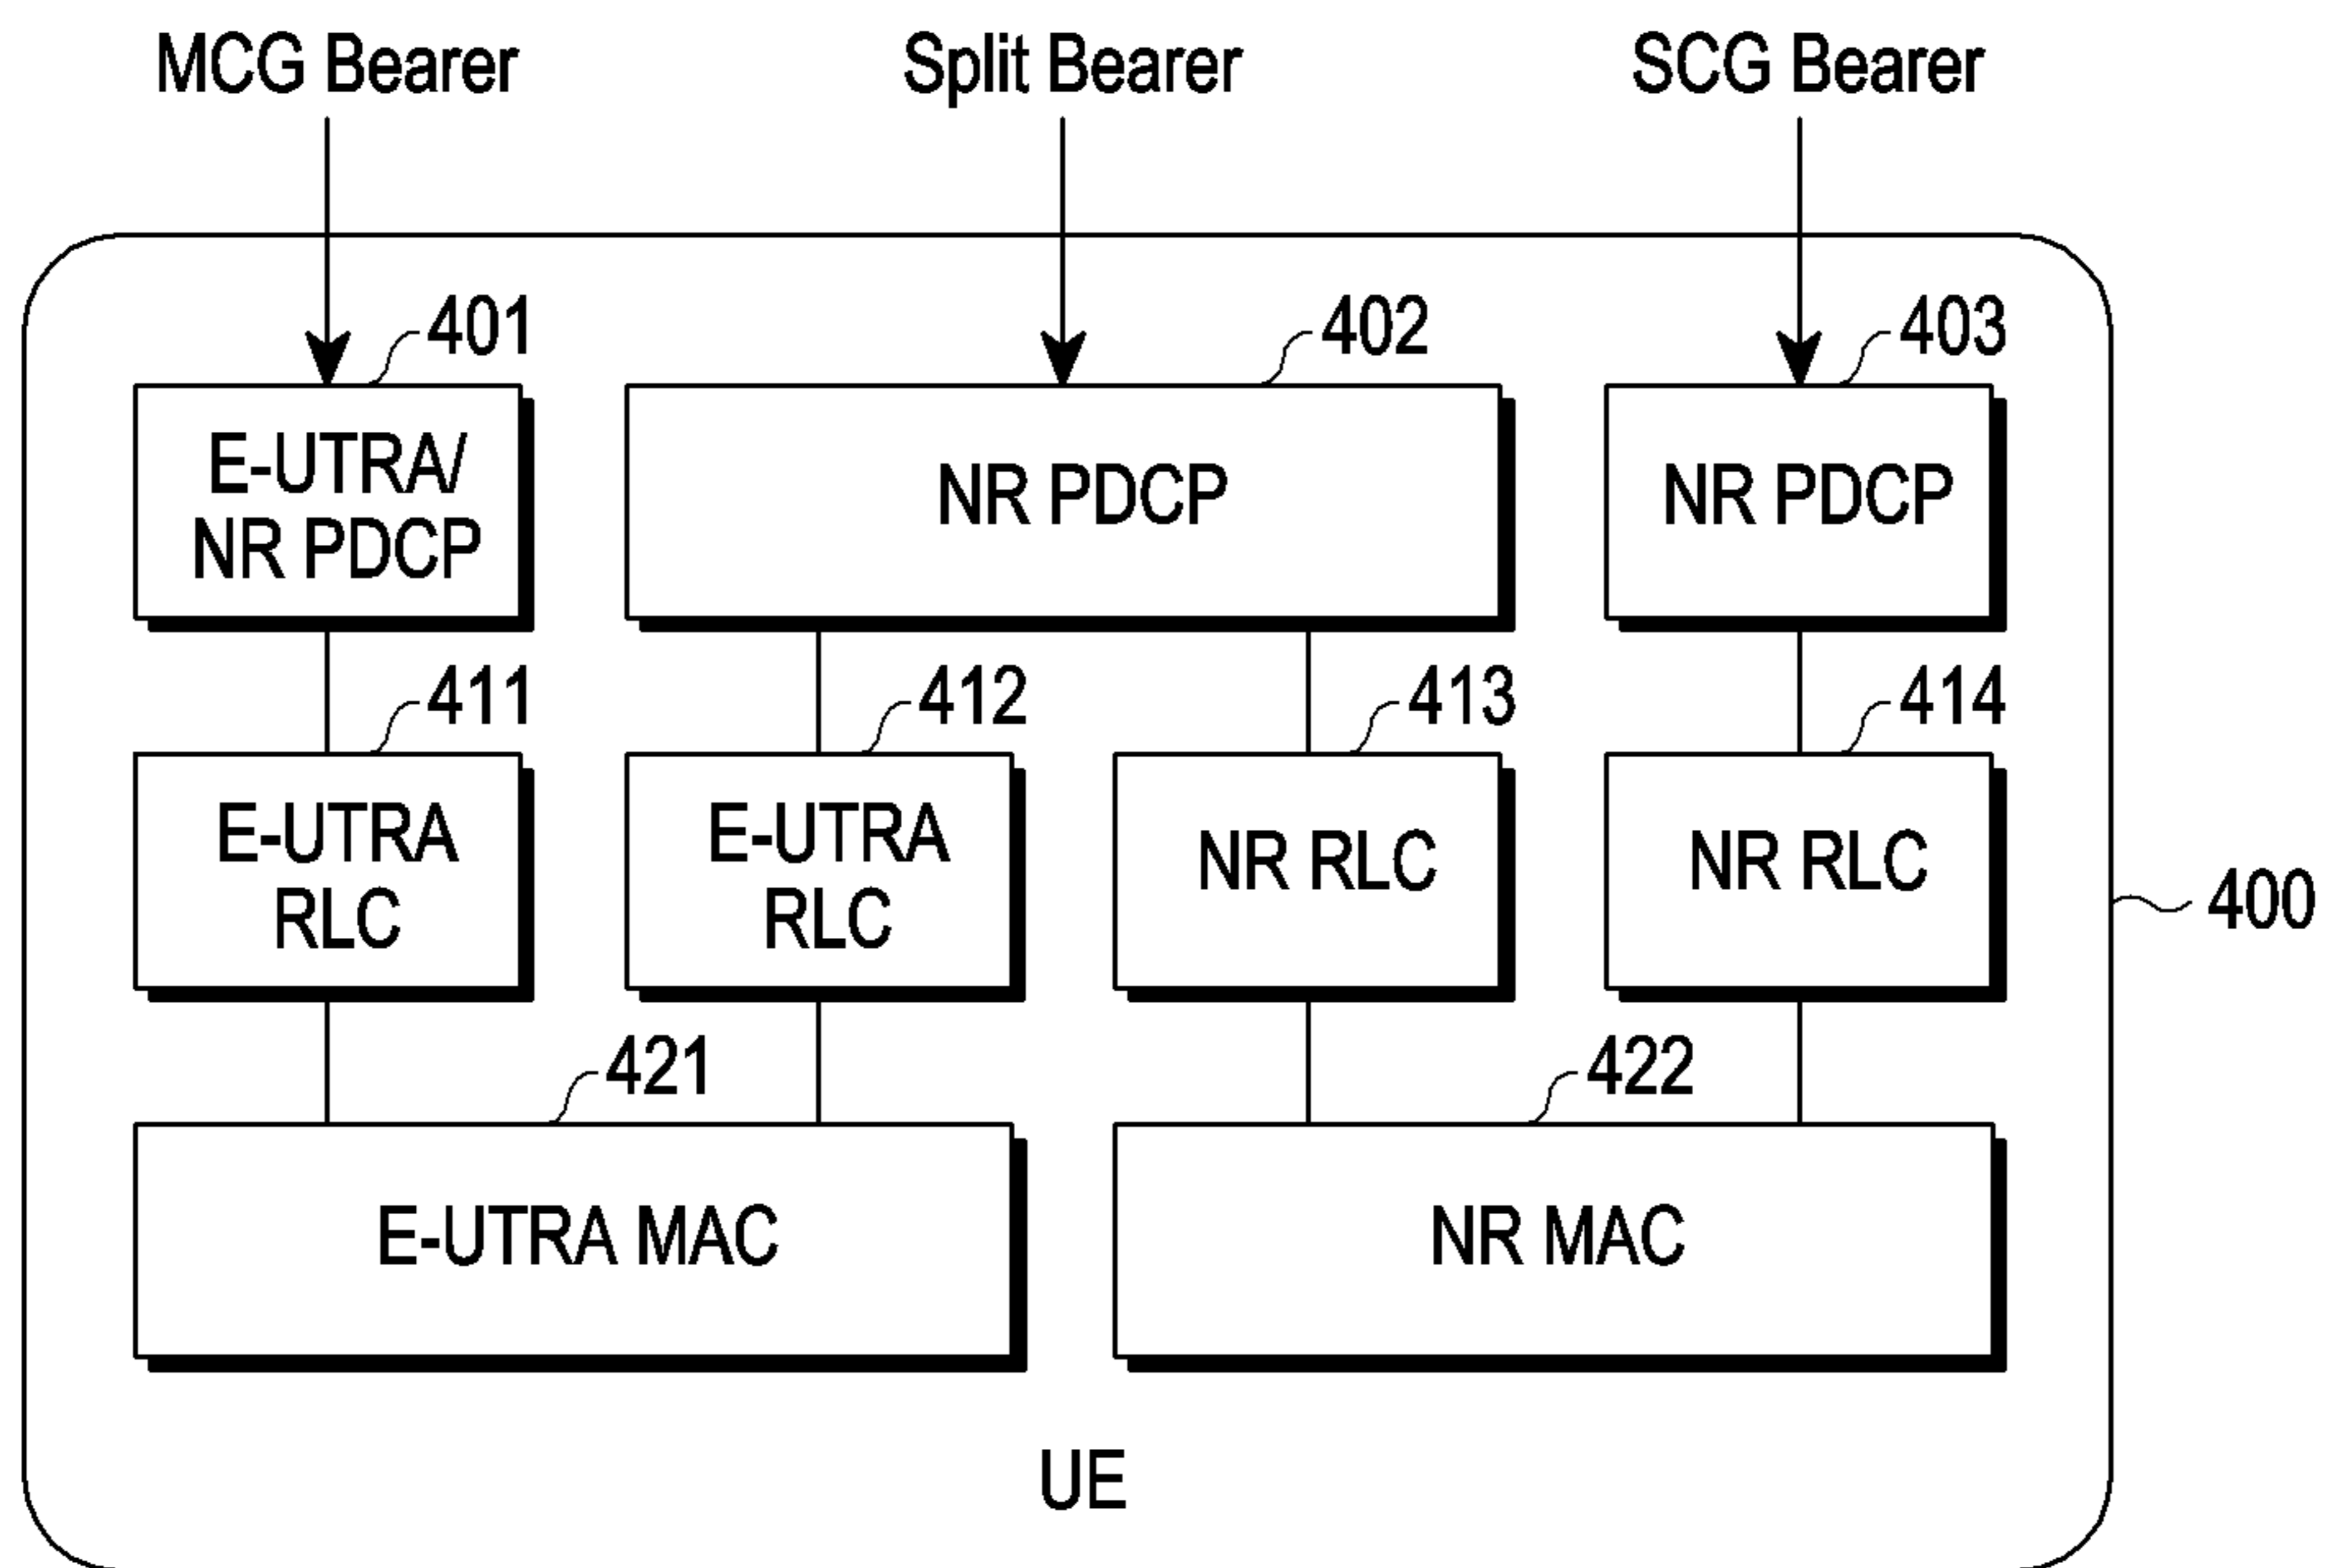 MCG Bearer
Split Bearer
SCG Bearer
401
402
403
E-UTRA/
NR PDCP
NR PDCP
NR PDCP
411
412
413
414
E-UTRA
RLC
E-UTRA
RLC
NR RLC
NR RLC
400
421
422
E-UTRA MAC
NR MAC
UE